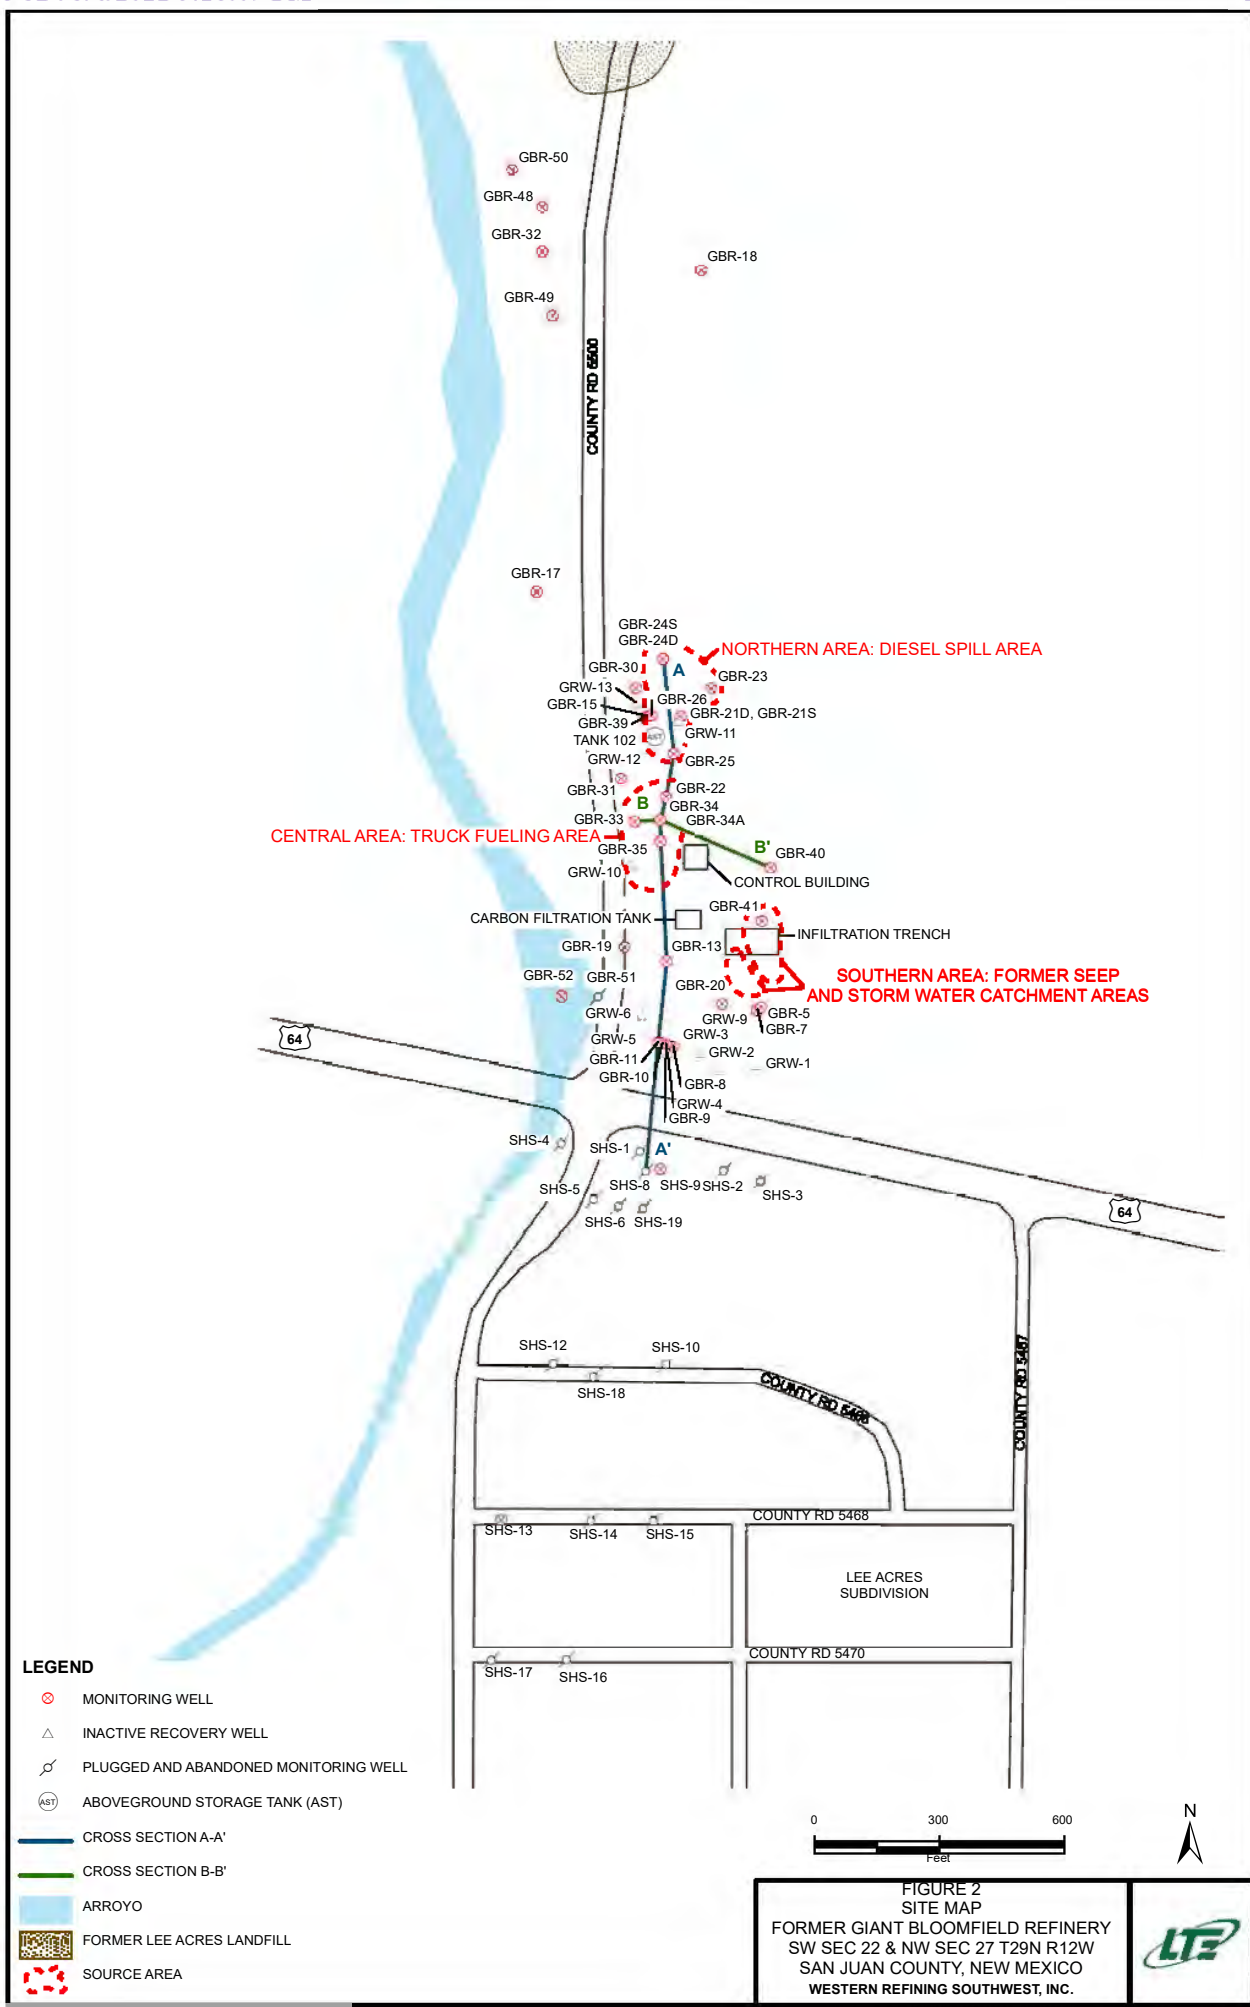 GBR-50
GBR-48
GBR-32
GBR-18
GBR-49
COUNTY RD 5500
GBR-17
GBR-24S
GBR-24D
NORTHERN AREA: DIESEL SPILL AREA
A
GBR-30
GBR-23
GRW-13
GBR-26
GBR-15
GBR-21D, GBR-21S
GBR-39
TANK 102
AST
GRW-11
GRW-12
GBR-25
GBR-31
GBR-22
B
GBR-34
GBR-33
GBR-34A
CENTRAL AREA: TRUCK FUELING AREA
GBR-35
B'
GBR-40
GRW-10
CONTROL BUILDING
GBR-41
CARBON FILTRATION TANK
INFILTRATION TRENCH
GBR-19
GBR-13
GBR-52
GBR-51
GBR-20
SOUTHERN AREA: FORMER SEEP
AND STORM WATER CATCHMENT AREAS
GRW-6
GRW-9
GBR-5
GBR-7
64
GRW-5
GRW-3
GBR-11
GRW-2
GRW-1
GBR-10
GBR-8
GRW-4
GBR-9
SHS-4
SHS-1
A'
SHS-5
SHS-8
SHS-9
SHS-2
SHS-3
SHS-6
SHS-19
64
SHS-12
SHS-10
SHS-18
COUNTY RD 5466
COUNTY RD 5467
COUNTY RD 5468
SHS-13
SHS-14
SHS-15
LEE ACRES
SUBDIVISION
COUNTY RD 5470
SHS-17
SHS-16
LEGEND
MONITORING WELL
INACTIVE RECOVERY WELL
PLUGGED AND ABANDONED MONITORING WELL
AST
ABOVEGROUND STORAGE TANK (AST)
CROSS SECTION A-A'
CROSS SECTION B-B'
ARROYO
FORMER LEE ACRES LANDFILL
SOURCE AREA
0 300 600
Feet
N
FIGURE 2
SITE MAP
FORMER GIANT BLOOMFIELD REFINERY
SW SEC 22 & NW SEC 27 T29N R12W
SAN JUAN COUNTY, NEW MEXICO
WESTERN REFINING SOUTHWEST, INC.
LTE